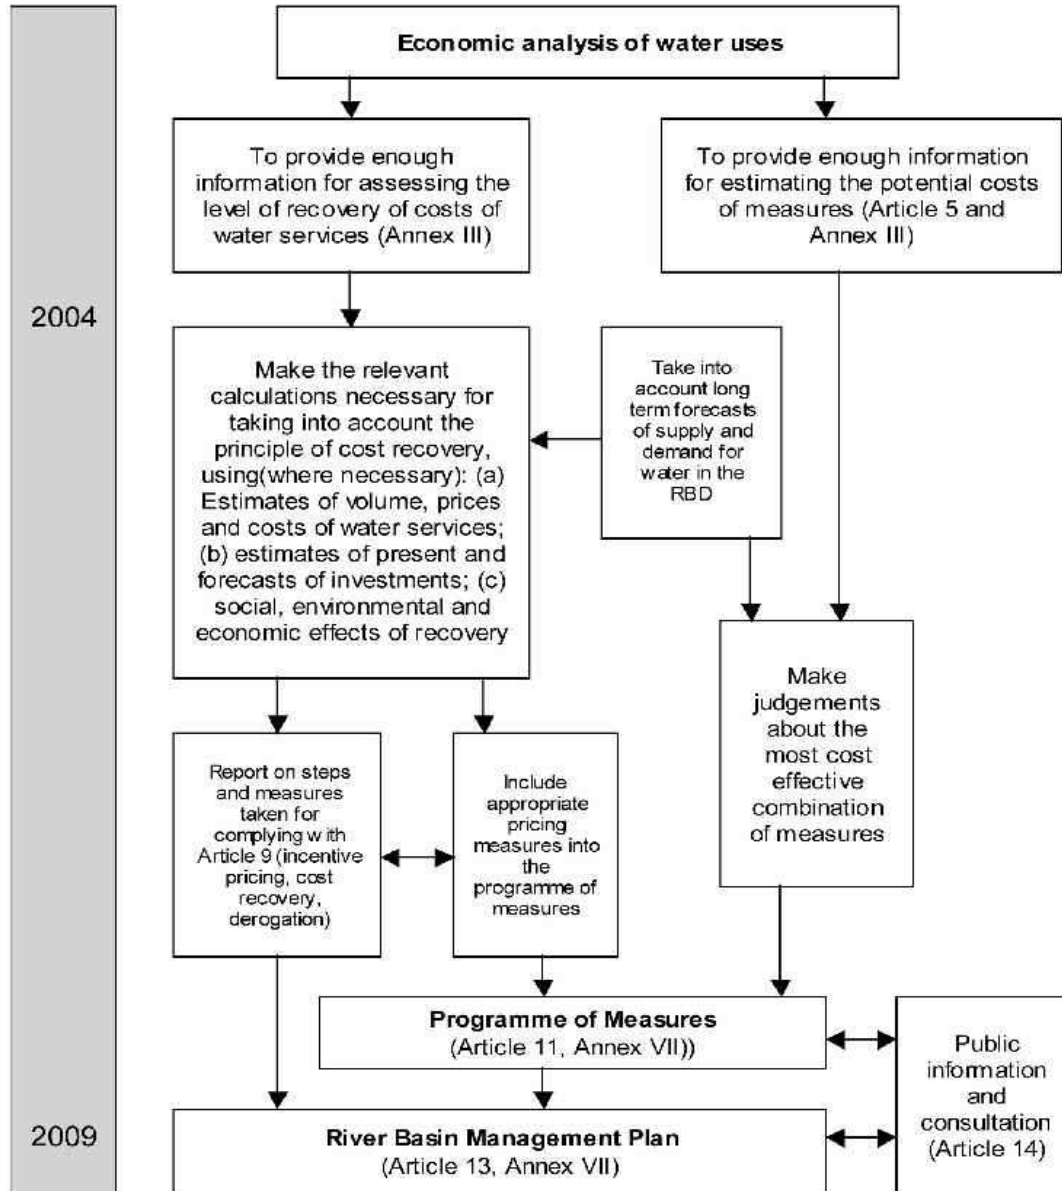 Economic analysis of water uses
To provide enough
information for assessing the
level of recovery of costs of
water services (Annex III)
To provide enough information
for estimating the potential costs
of measures (Article 5 and
Annex III)
2004
Make the relevant
calculations necessary for
taking into account the
principle of cost recovery,
using(where necessary): (a)
Estimates of volume, prices
and costs of water services;
(b) estimates of present and
forecasts of investments; (c)
social, environmental and
economic effects of recovery
Take into
account long
term forecasts
of supply and
demand for
water in the
RBD
Make
judgements
about the
most cost
effective
combination
of measures
Report on steps
and measures
taken for
complying with
Article 9 (incentive
pricing, cost
recovery,
derogation)
Include
appropriate
pricing
measures into
the
programme of
measures
Programme of Measures
(Article 11, Annex VII))
Public
information
and
consultation
(Article 14)
2009
River Basin Management Plan
(Article 13, Annex VII)